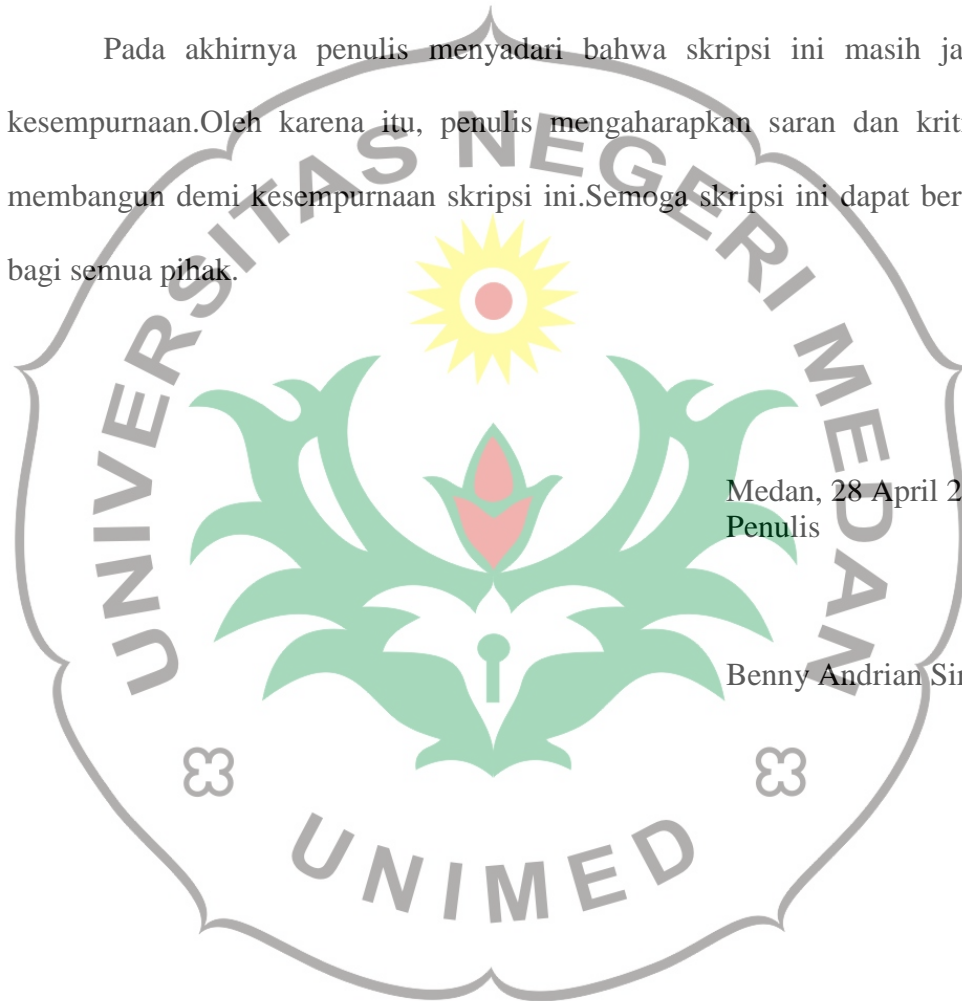 Pada akhirnya penulis menyadari bahwa skripsi ini masih ja
kesempurnaan.Oleh karena itu, penulis mengaharapkan saran dan krit
membangun demi kesempurnaan skripsi ini.Semoga skripsi ini dapat ber
bagi semua pihak.
UNIVERSITAS NEGERI MEDAN
Medan, 28 April 2
Penulis
Benny Andrian Sin
UNIMED